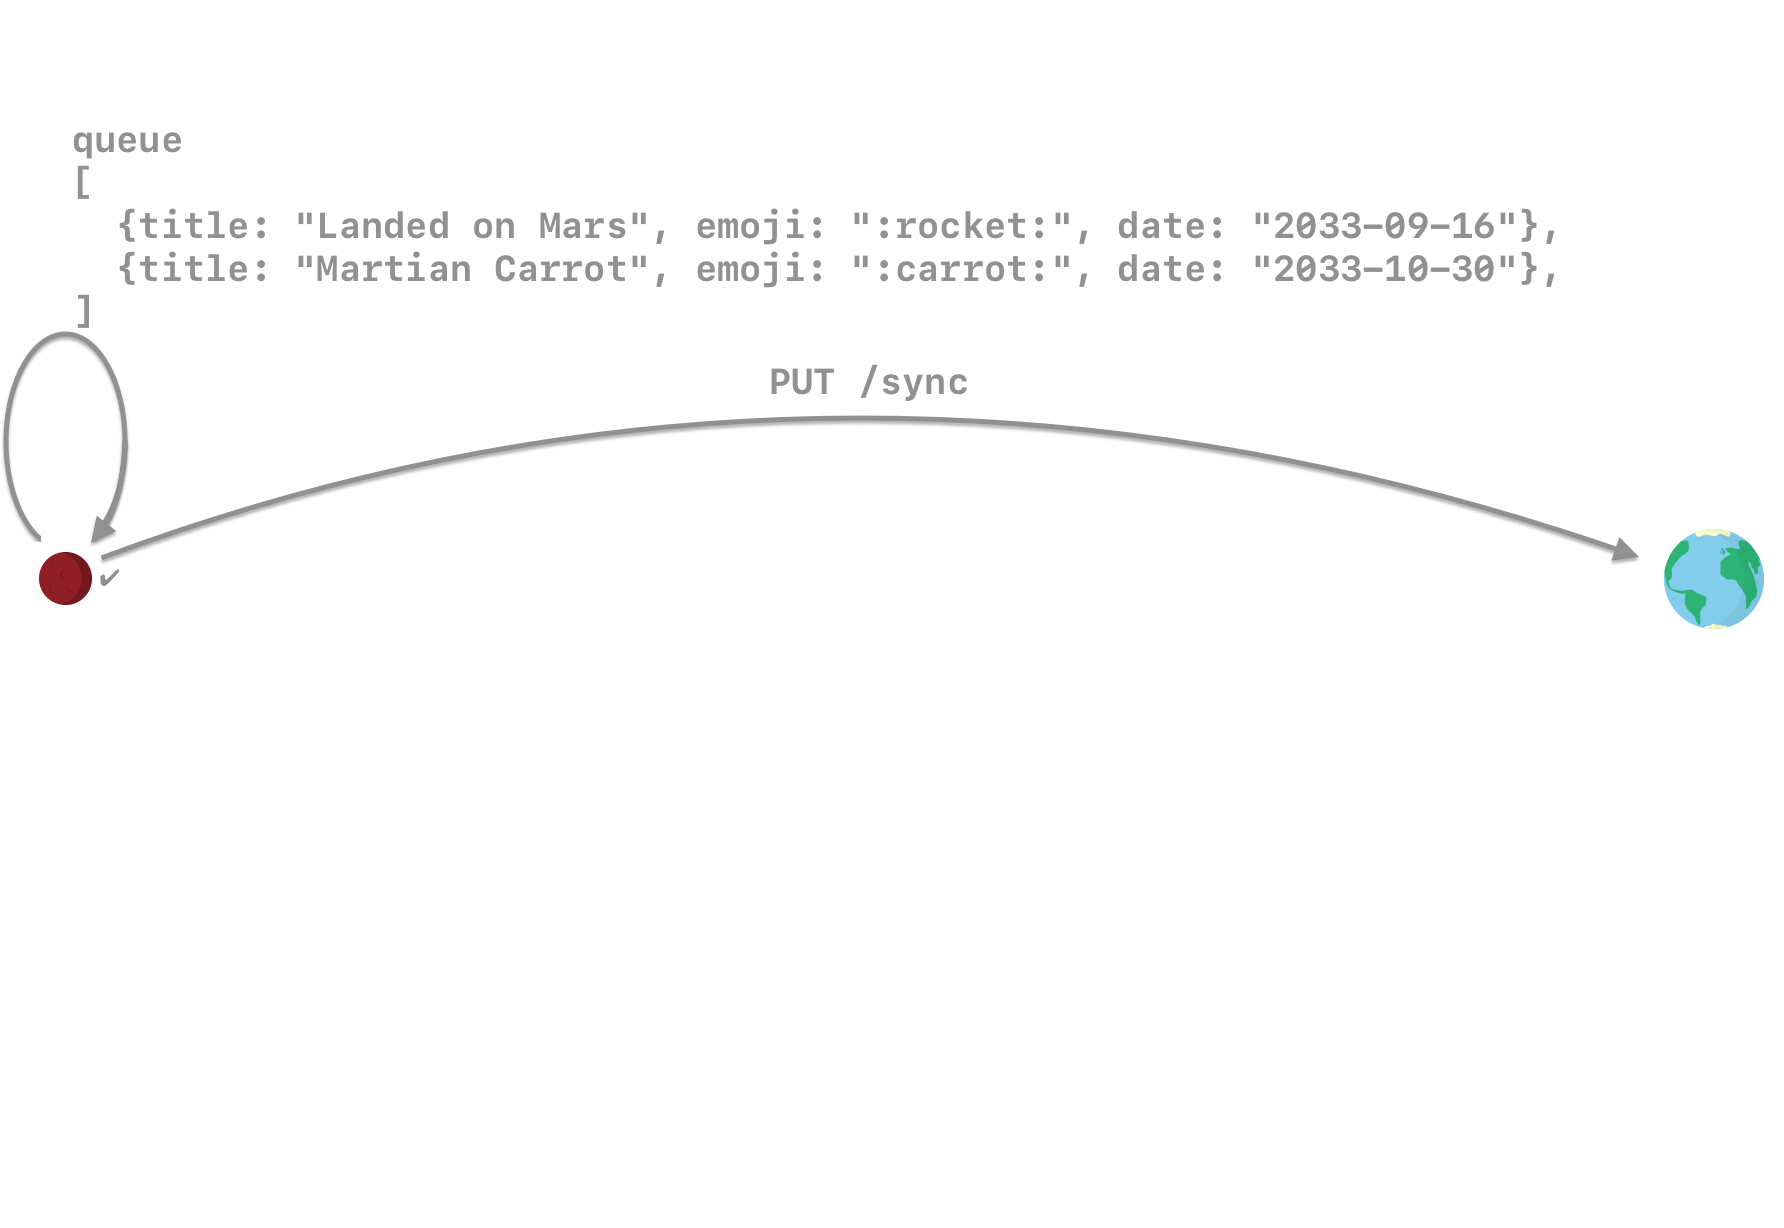 queue
[
  {title: "Landed on Mars", emoji: ":rocket:", date: "2033-09-16"},
  {title: "Martian Carrot", emoji: ":carrot:", date: "2033-10-30"},
]
PUT /sync
✔